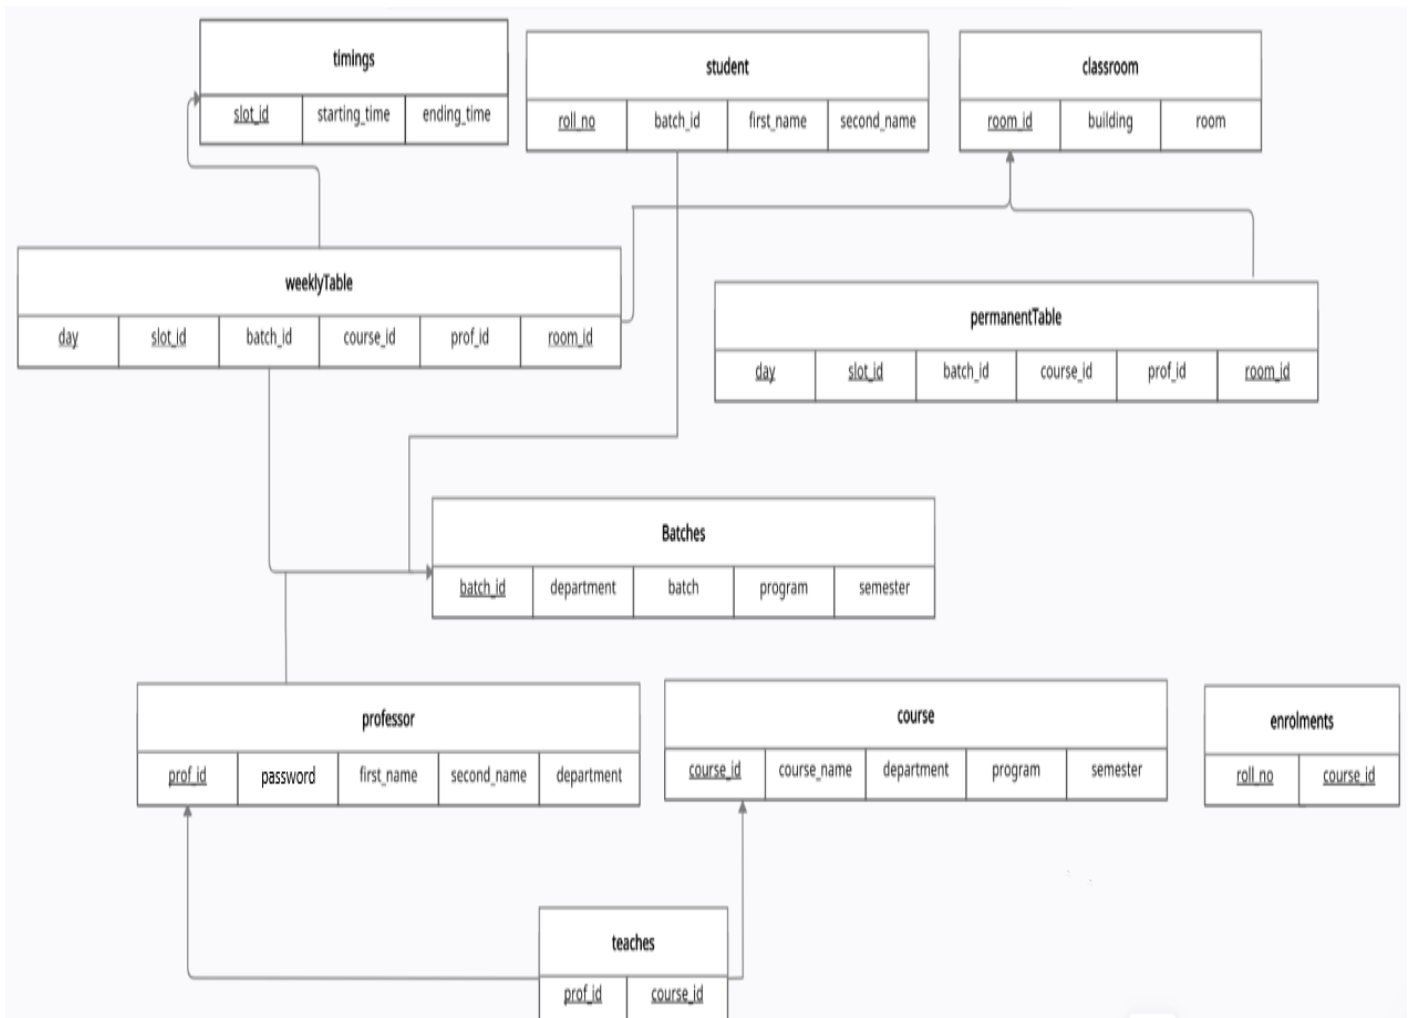 timings
slot_id starting_time ending_time
student
roll_no batch_id first_name second_name
classroom
room_id building room
weeklyTable
day slot_id batch_id course_id prof_id room_id
permanentTable
day slot_id batch_id course_id prof_id room_id
Batches
batch_id department batch program semester
professor
prof_id password first_name second_name department
course
course_id course_name department program semester
enrolments
roll_no course_id
teaches
prof_id course_id